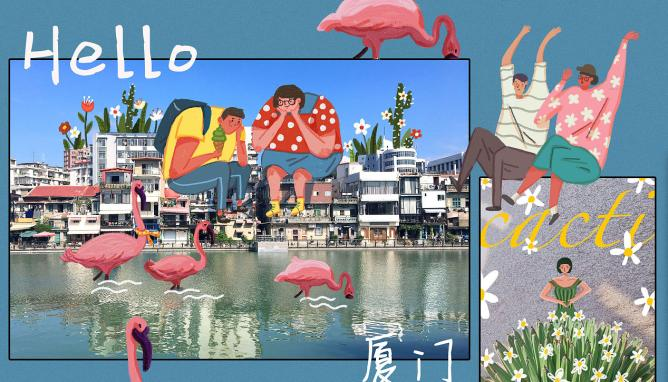 Hello
cacti
厦门